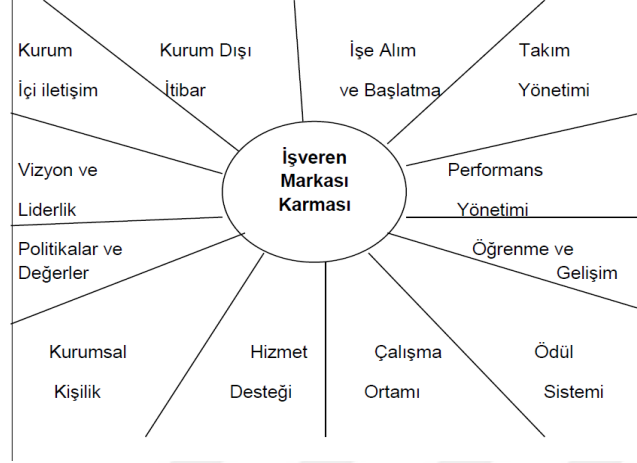 Kurum
İçi iletişim
Kurum Dışı
İtibar
İşe Alım
ve Başlatma
Takım
Yönetimi
İşveren
Markası
Karması
Vizyon ve
Liderlik
Performans
Yönetimi
Politikalar ve
Değerler
Öğrenme ve
Gelişim
Kurumsal
Kişilik
Hizmet
Desteği
Çalışma
Ortamı
Ödül
Sistemi